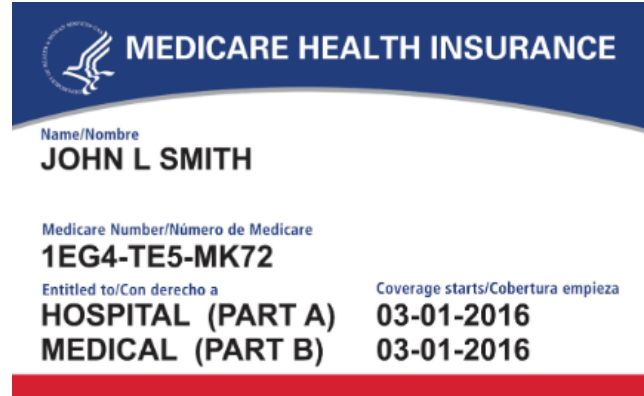 MEDICARE HEALTH INSURANCE
Name/Nombre
JOHN L SMITH
Medicare Number/Número de Medicare
1EG4-TE5-MK72
Entitled to/Con derecho a Coverage starts/Cobertura empieza
HOSPITAL (PART A) 03-01-2016
MEDICAL (PART B) 03-01-2016